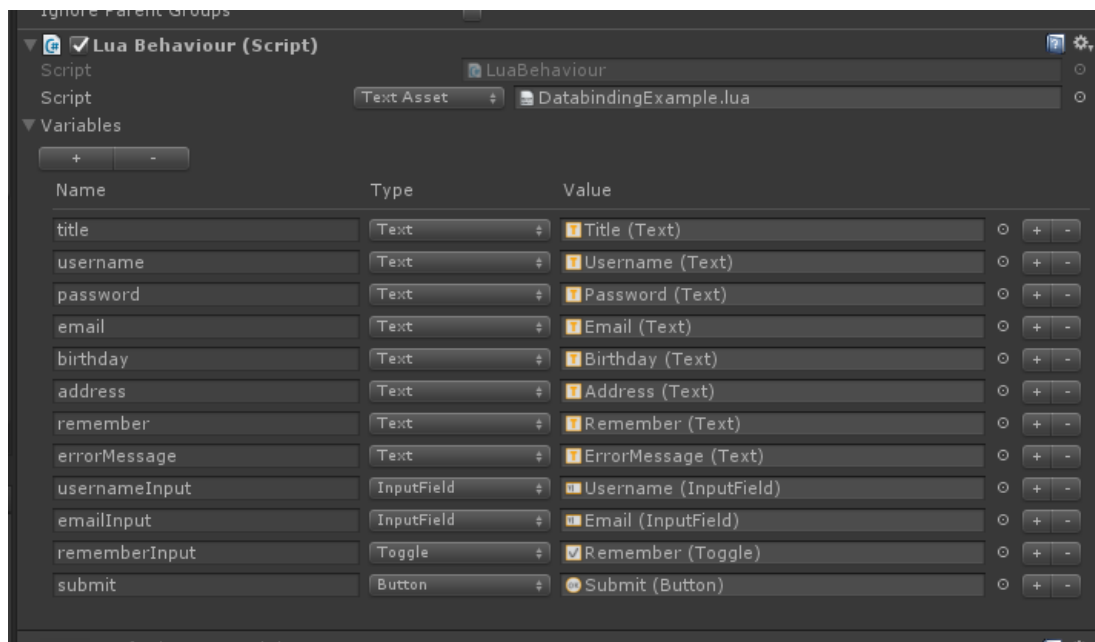 Ignore Parent Groups
Lua Behaviour (Script)
Script LuaBehaviour
Script Text Asset DatabindingExample.lua
Variables
+ -
Name Type Value
title Text Title (Text) + -
username Text Username (Text) + -
password Text Password (Text) + -
email Text Email (Text) + -
birthday Text Birthday (Text) + -
address Text Address (Text) + -
remember Text Remember (Text) + -
errorMessage Text ErrorMessage (Text) + -
usernameInput InputField Username (InputField) + -
emailInput InputField Email (InputField) + -
rememberInput Toggle Remember (Toggle) + -
submit Button Submit (Button) + -